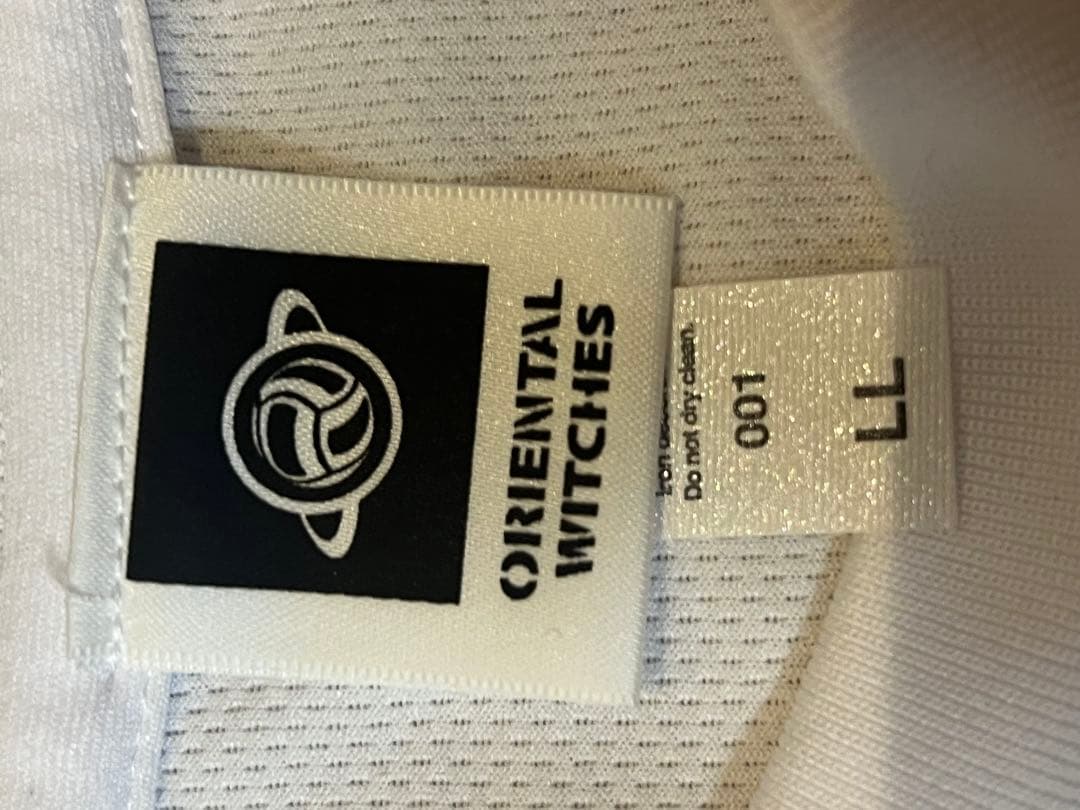 ORIENTAL
WITCHES
Do not dry clean.
001
LL